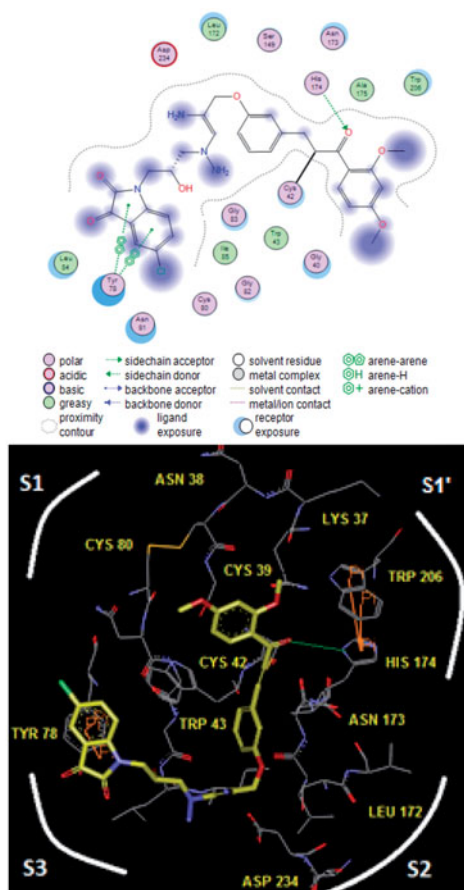 Leu
172
Asp
234
Ser
149
Asn
173
His
174
Ala
175
Trp
206
H₂N
O
O
NH₂
N
N
OH
O
O
O
O
Cl
Cys
42
Gly
83
Trp
43
Ile
85
Gly
40
Leu
64
Tyr
78
Gly
82
Cys
80
Asn
81
polar
acidic
basic
greasy
proximity
contour
sidechain acceptor
sidechain donor
backbone acceptor
backbone donor
ligand
exposure
solvent residue
metal complex
solvent contact
metal/ion contact
receptor
exposure
arene-arene
H arene-H
+ arene-cation
S1
ASN 38
S1'
LYS 37
CYS 80
CYS 39
TRP 206
CYS 42
HIS 174
TYR 78
TRP 43
ASN 173
LEU 172
S3
ASP 234
S2